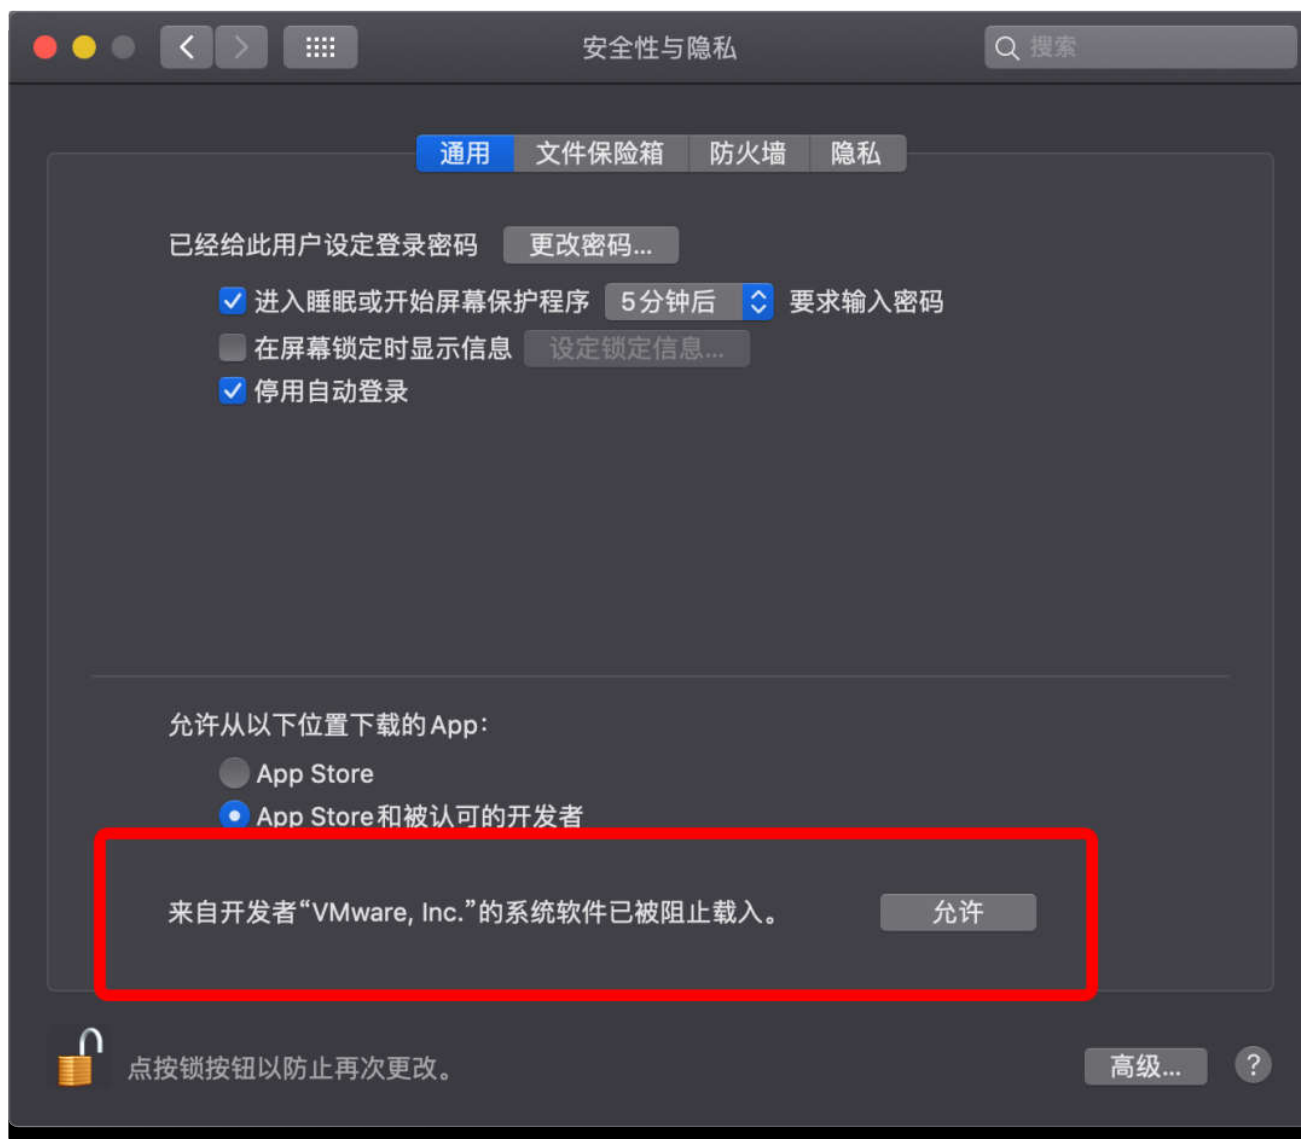 安全性与隐私
搜索
通用 文件保险箱 防火墙 隐私
已经给此用户设定登录密码 更改密码...
进入睡眠或开始屏幕保护程序 5分钟后 要求输入密码
在屏幕锁定时显示信息 设定锁定信息...
停用自动登录
允许从以下位置下载的App：
App Store
App Store和被认可的开发者
来自开发者“VMware, Inc.”的系统软件已被阻止载入。 允许
点按锁按钮以防止再次更改。 高级... ?